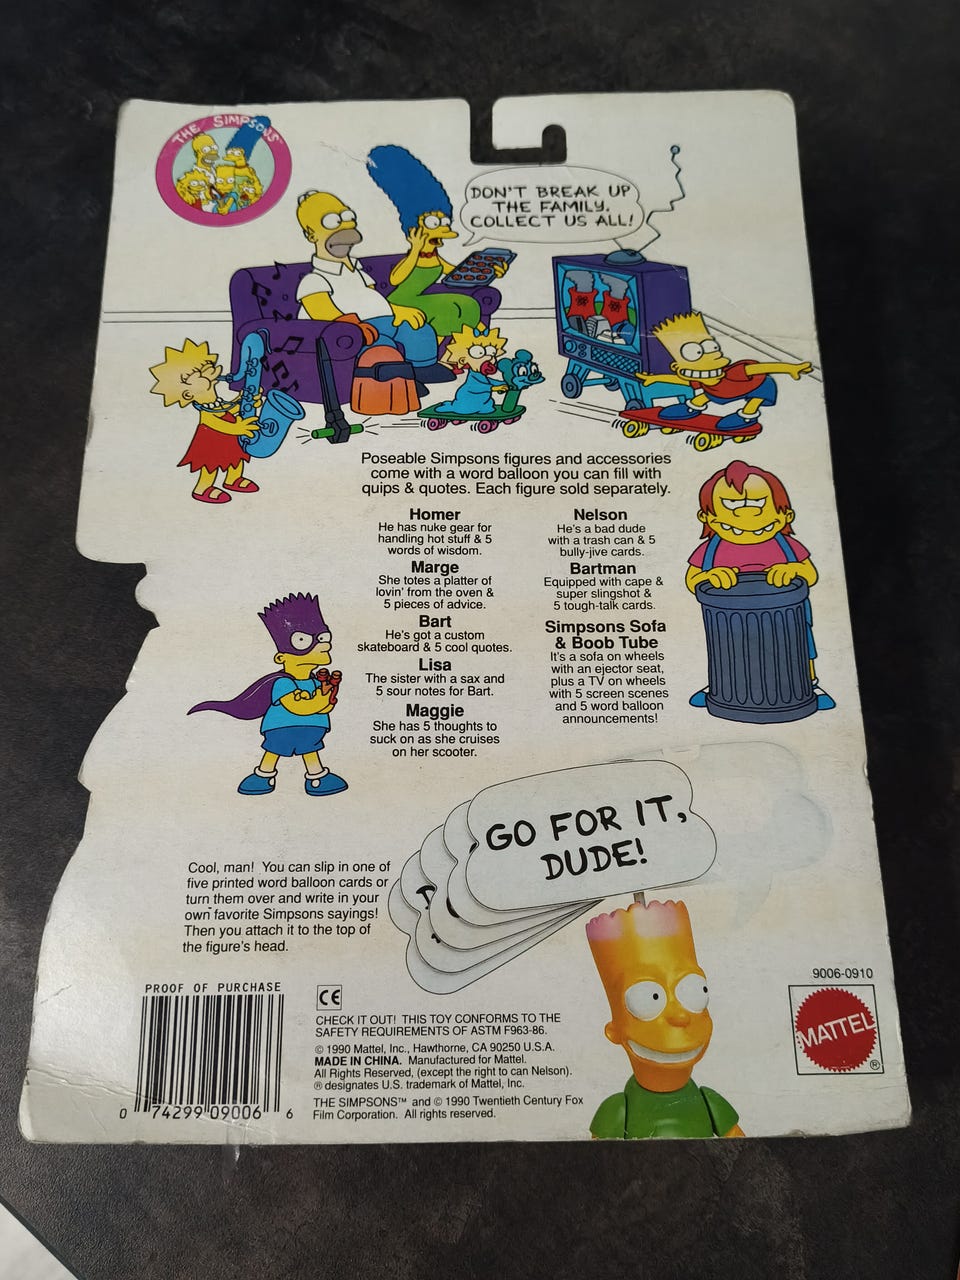 THE SIMPSONS™
DON'T BREAK UP
THE FAMILY.
COLLECT US ALL!
Poseable Simpsons figures and accessories
come with a word balloon you can fill with
quips & quotes. Each figure sold separately.
Homer
He has nuke gear for
handling hot stuff & 5
words of wisdom.
Marge
She totes a platter of
lovin' from the oven &
5 pieces of advice.
Bart
He's got a custom
skateboard & 5 cool quotes.
Lisa
The sister with a sax and
5 sour notes for Bart.
Maggie
She has 5 thoughts to
suck on as she cruises
on her scooter.
Nelson
He's a bad dude
with a trash can & 5
bully-jive cards.
Bartman
Equipped with cape &
super slingshot &
5 tough-talk cards.
Simpsons Sofa
& Boob Tube
It's a sofa on wheels
with an ejector seat,
plus a TV on wheels
with 5 screen scenes
and 5 word balloon
announcements!
GO FOR IT,
DUDE!
Cool, man! You can slip in one of
five printed word balloon cards or
turn them over and write in your
own favorite Simpsons sayings!
Then you attach it to the top of
the figure's head.
PROOF OF PURCHASE
0 74299 09006 6
CE
CHECK IT OUT! THIS TOY CONFORMS TO THE
SAFETY REQUIREMENTS OF ASTM F963-86.
© 1990 Mattel, Inc., Hawthorne, CA 90250 U.S.A.
MADE IN CHINA. Manufactured for Mattel.
All Rights Reserved, (except the right to can Nelson).
® designates U.S. trademark of Mattel, Inc.
THE SIMPSONS™ and © 1990 Twentieth Century Fox
Film Corporation. All rights reserved.
9006-0910
MATTEL
®